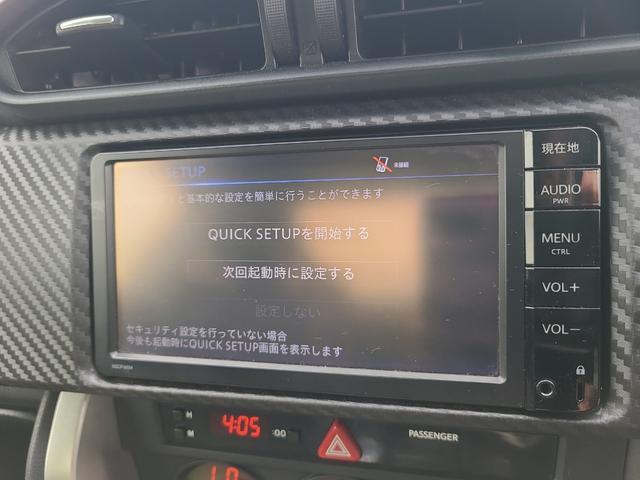 SETUP
未接続
と基本的な設定を簡単に行うことができます
QUICK SETUPを開始する
次回起動時に設定する
設定しない
セキュリティ設定を行っていない場合
今後も起動時にQUICK SETUP画面を表示します
現在地
AUDIO
PWR
MENU
CTRL
VOL+
VOL−
H
M
4:05
:00
PASSENGER